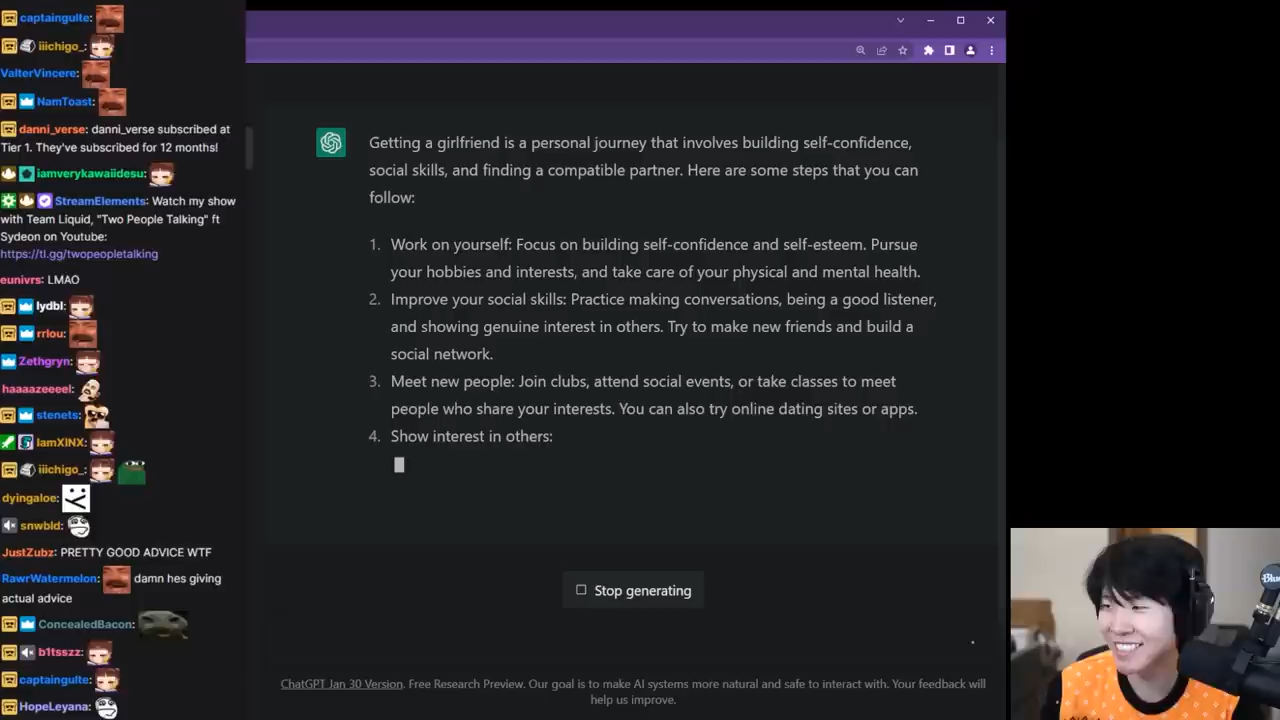 captaingulte:
iiichigo_:
ValterVincere:
NamToast:
danni_verse: danni_verse subscribed at
Tier 1. They've subscribed for 12 months!
iamverykawaiidesu:
StreamElements: Watch my show
with Team Liquid, "Two People Talking" ft
Sydeon on Youtube:
https://tl.gg/twopeopletalking
eunivrs: LMAO
lydbl:
rrlou:
Zethgryn:
haaaazeeeel:
stenets:
IamXINX:
iiichigo_:
dyingaloe:
snwbld:
JustZubz: PRETTY GOOD ADVICE WTF
RawrWatermelon: damn hes giving
actual advice
ConcealedBacon:
b1tsszz:
captaingulte:
HopeLeyana:
Getting a girlfriend is a personal journey that involves building self-confidence,
social skills, and finding a compatible partner. Here are some steps that you can
follow:
1. Work on yourself: Focus on building self-confidence and self-esteem. Pursue
your hobbies and interests, and take care of your physical and mental health.
2. Improve your social skills: Practice making conversations, being a good listener,
and showing genuine interest in others. Try to make new friends and build a
social network.
3. Meet new people: Join clubs, attend social events, or take classes to meet
people who share your interests. You can also try online dating sites or apps.
4. Show interest in others:
Stop generating
ChatGPT Jan 30 Version. Free Research Preview. Our goal is to make AI systems more natural and safe to interact with. Your feedback will
help us improve.
Blue